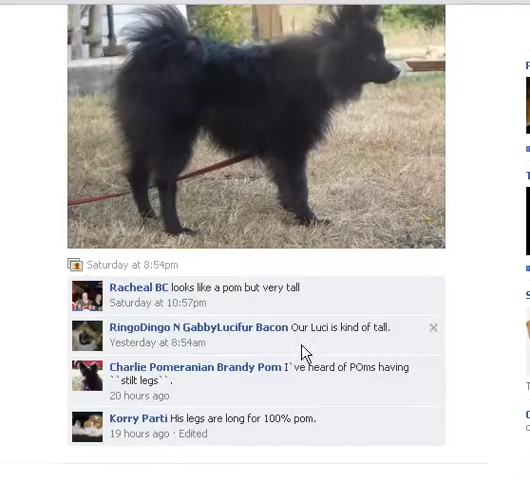 Saturday at 8:54pm
Racheal BC looks like a pom but very tall
Saturday at 10:57pm
RingoDingo N GabbyLucifur Bacon Our Luci is kind of tall.
Yesterday at 8:54am
Charlie Pomeranian Brandy Pom I`ve heard of POms having
``stilt legs``.
20 hours ago
Korry Parti His legs are long for 100% pom.
19 hours ago · Edited